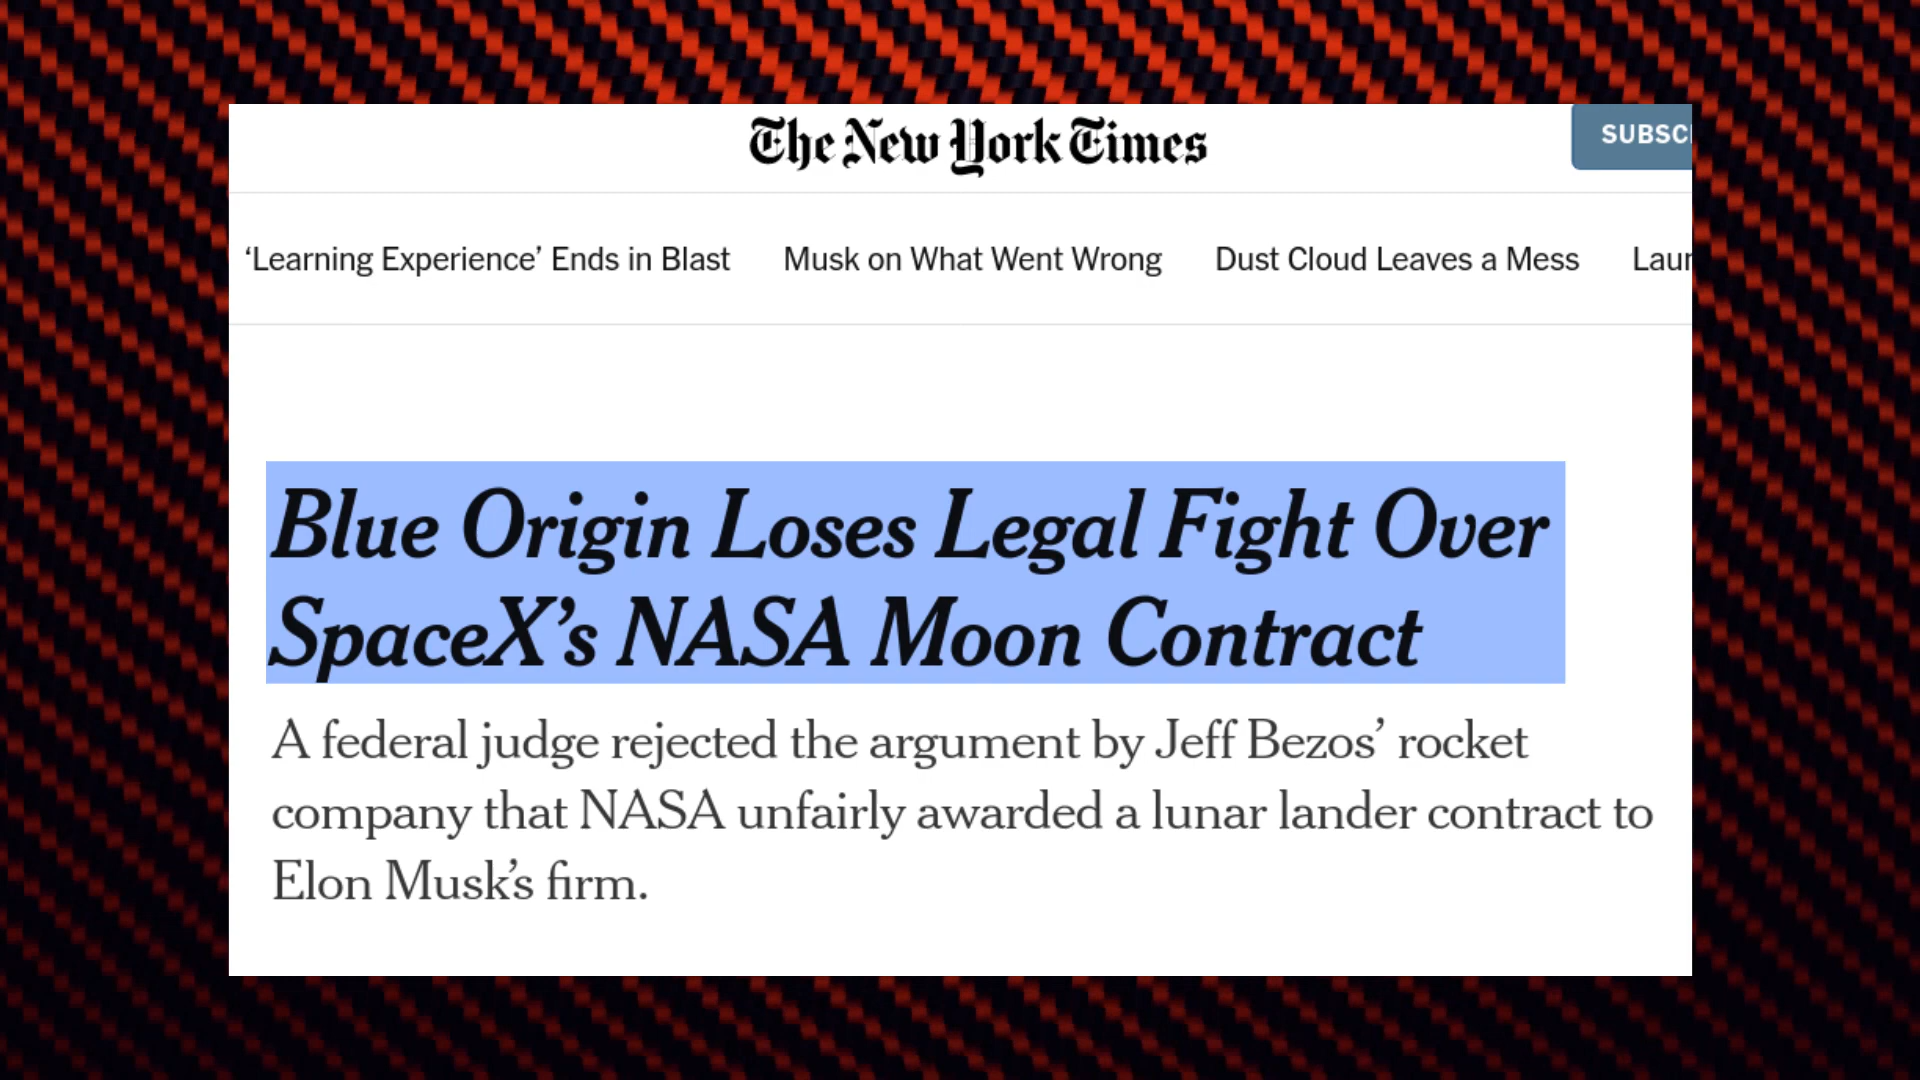 The New York Times
SUBSC
‘Learning Experience’ Ends in Blast Musk on What Went Wrong Dust Cloud Leaves a Mess Laun
Blue Origin Loses Legal Fight Over
SpaceX’s NASA Moon Contract
A federal judge rejected the argument by Jeff Bezos’ rocket
company that NASA unfairly awarded a lunar lander contract to
Elon Musk’s firm.